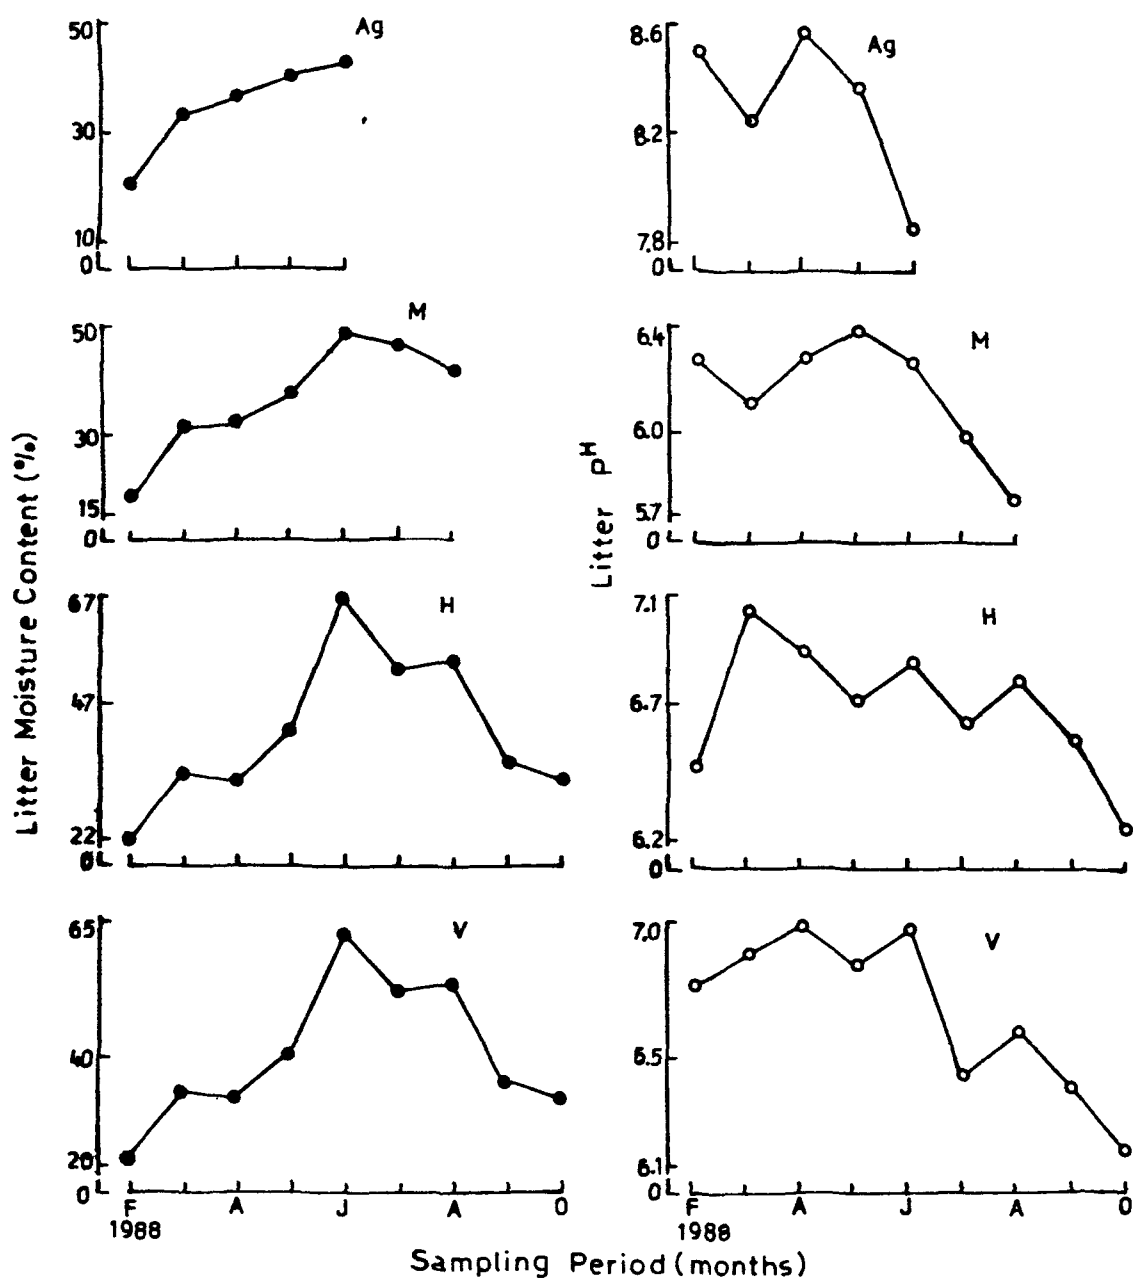 Ag
50
30
10
0
Ag
8.6
8.2
7.8
0
M
50
30
15
0
M
6.4
6.0
5.7
0
H
67
47
22
0
H
7.1
6.7
6.2
0
V
65
40
20
0
F A J A O
1988
V
7.0
6.5
6.1
0
F A J A O
1988
Litter Moisture Content (%)
Litter pH
Sampling Period (months)